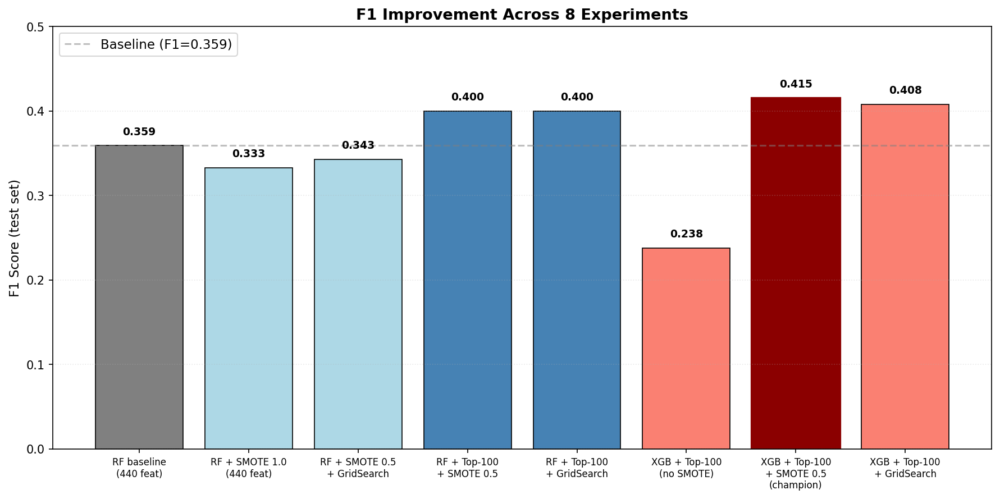 F1 Improvement Across 8 Experiments
Baseline (F1=0.359)
F1 Score (test set)
0.5
0.4
0.3
0.2
0.1
0.0
0.359
0.333
0.343
0.400
0.400
0.238
0.415
0.408
RF baseline
(440 feat)
RF + SMOTE 1.0
(440 feat)
RF + SMOTE 0.5
+ GridSearch
RF + Top-100
+ SMOTE 0.5
RF + Top-100
+ GridSearch
XGB + Top-100
(no SMOTE)
XGB + Top-100
+ SMOTE 0.5
(champion)
XGB + Top-100
+ GridSearch